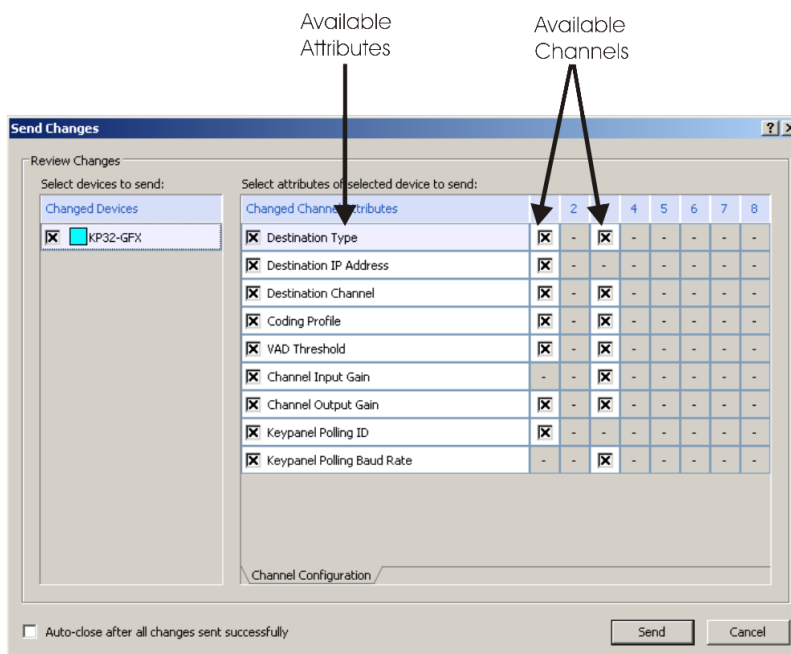 Available Attributes
Available Channels
Send Changes
Review Changes
Select devices to send:
Select attributes of selected device to send:
Changed Devices
Changed Channel Attributes 2 4 5 6 7 8
KP32-GFX
Destination Type - - - - - -
Destination IP Address - - - - - - -
Destination Channel - - - - - -
Coding Profile - - - - - -
VAD Threshold - - - - - -
Channel Input Gain - - - - - - -
Channel Output Gain - - - - - -
Keypanel Polling ID - - - - - - -
Keypanel Polling Baud Rate - - - - - - -
Channel Configuration
Auto-close after all changes sent successfully
Send
Cancel